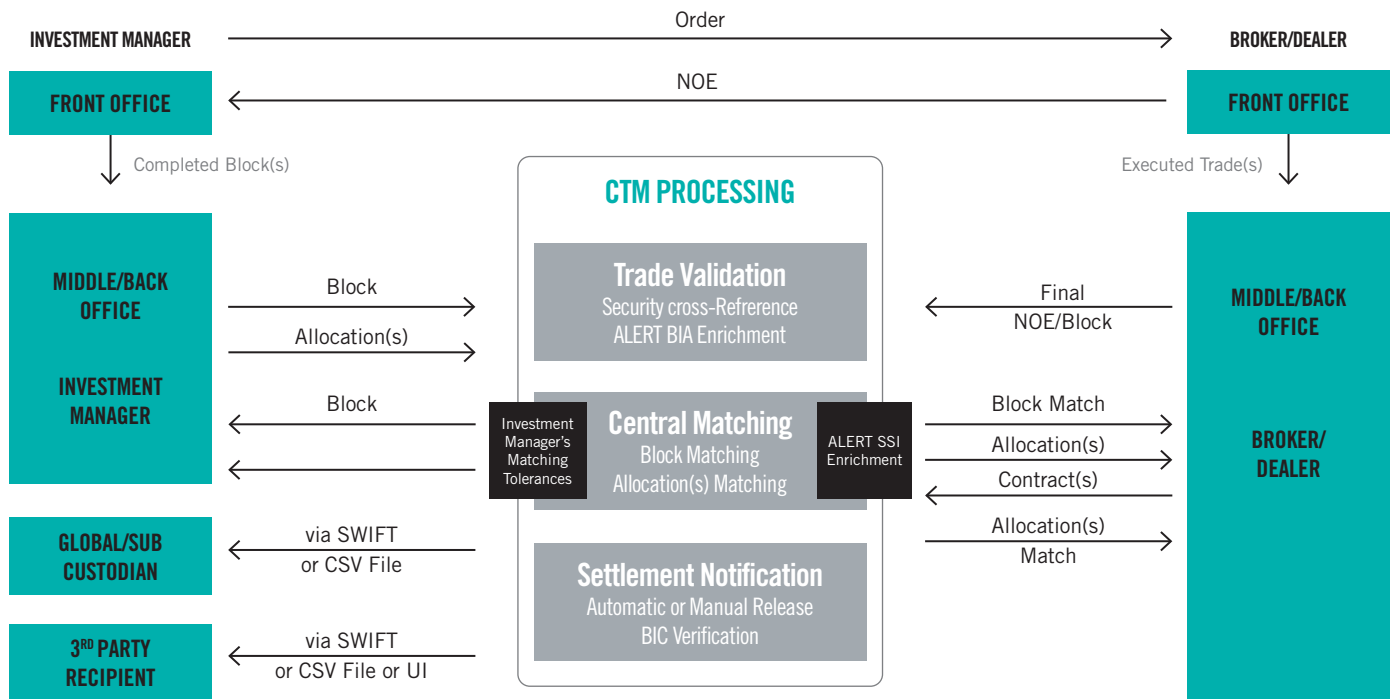 Order
INVESTMENT MANAGER
BROKER/DEALER
NOE
FRONT OFFICE
FRONT OFFICE
Completed Block(s)
Executed Trade(s)
CTM PROCESSING
Trade Validation
Security cross-Refrerence
ALERT BIA Enrichment
MIDDLE/BACK
OFFICE
INVESTMENT
MANAGER
Block
Allocation(s)
Block
Final
NOE/Block
MIDDLE/BACK
OFFICE
BROKER/
DEALER
Investment
Manager's
Matching
Tolerances
Central Matching
Block Matching
Allocation(s) Matching
ALERT SSI
Enrichment
Block Match
Allocation(s)
Contract(s)
Allocation(s)
Match
GLOBAL/SUB
CUSTODIAN
via SWIFT
or CSV File
Settlement Notification
Automatic or Manual Release
BIC Verification
3RD PARTY
RECIPIENT
via SWIFT
or CSV File or UI